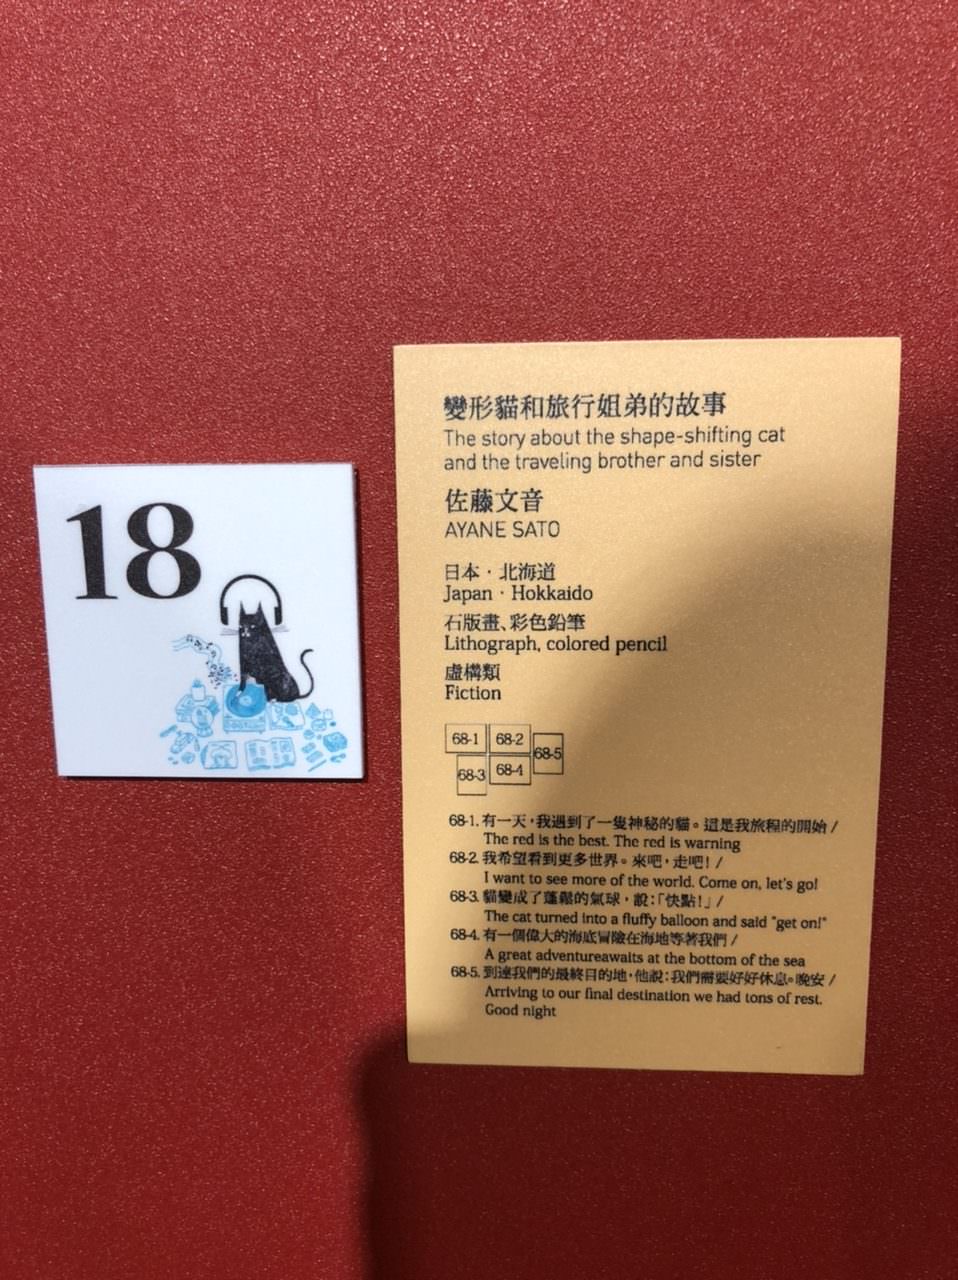 18
變形貓和旅行姐弟的故事
The story about the shape-shifting cat
and the traveling brother and sister
佐藤文音
AYANE SATO
日本・北海道
Japan・Hokkaido
石版畫、彩色鉛筆
Lithograph, colored pencil
虛構類
Fiction
68-1 68-2 68-5
68-3 68-4
68-1. 有一天，我遇到了一隻神秘的貓。這是我旅程的開始 /
The red is the best. The red is warning
68-2. 我希望看到更多世界。來吧，走吧！ /
I want to see more of the world. Come on, let's go!
68-3. 貓變成了蓬鬆的氣球，說：「快點！」 /
The cat turned into a fluffy balloon and said "get on!"
68-4. 有一個偉大的海底冒險在海地等著我們 /
A great adventureawaits at the bottom of the sea
68-5. 到達我們的最終目的地，他說：我們需要好好休息。晚安 /
Arriving to our final destination we had tons of rest.
Good night